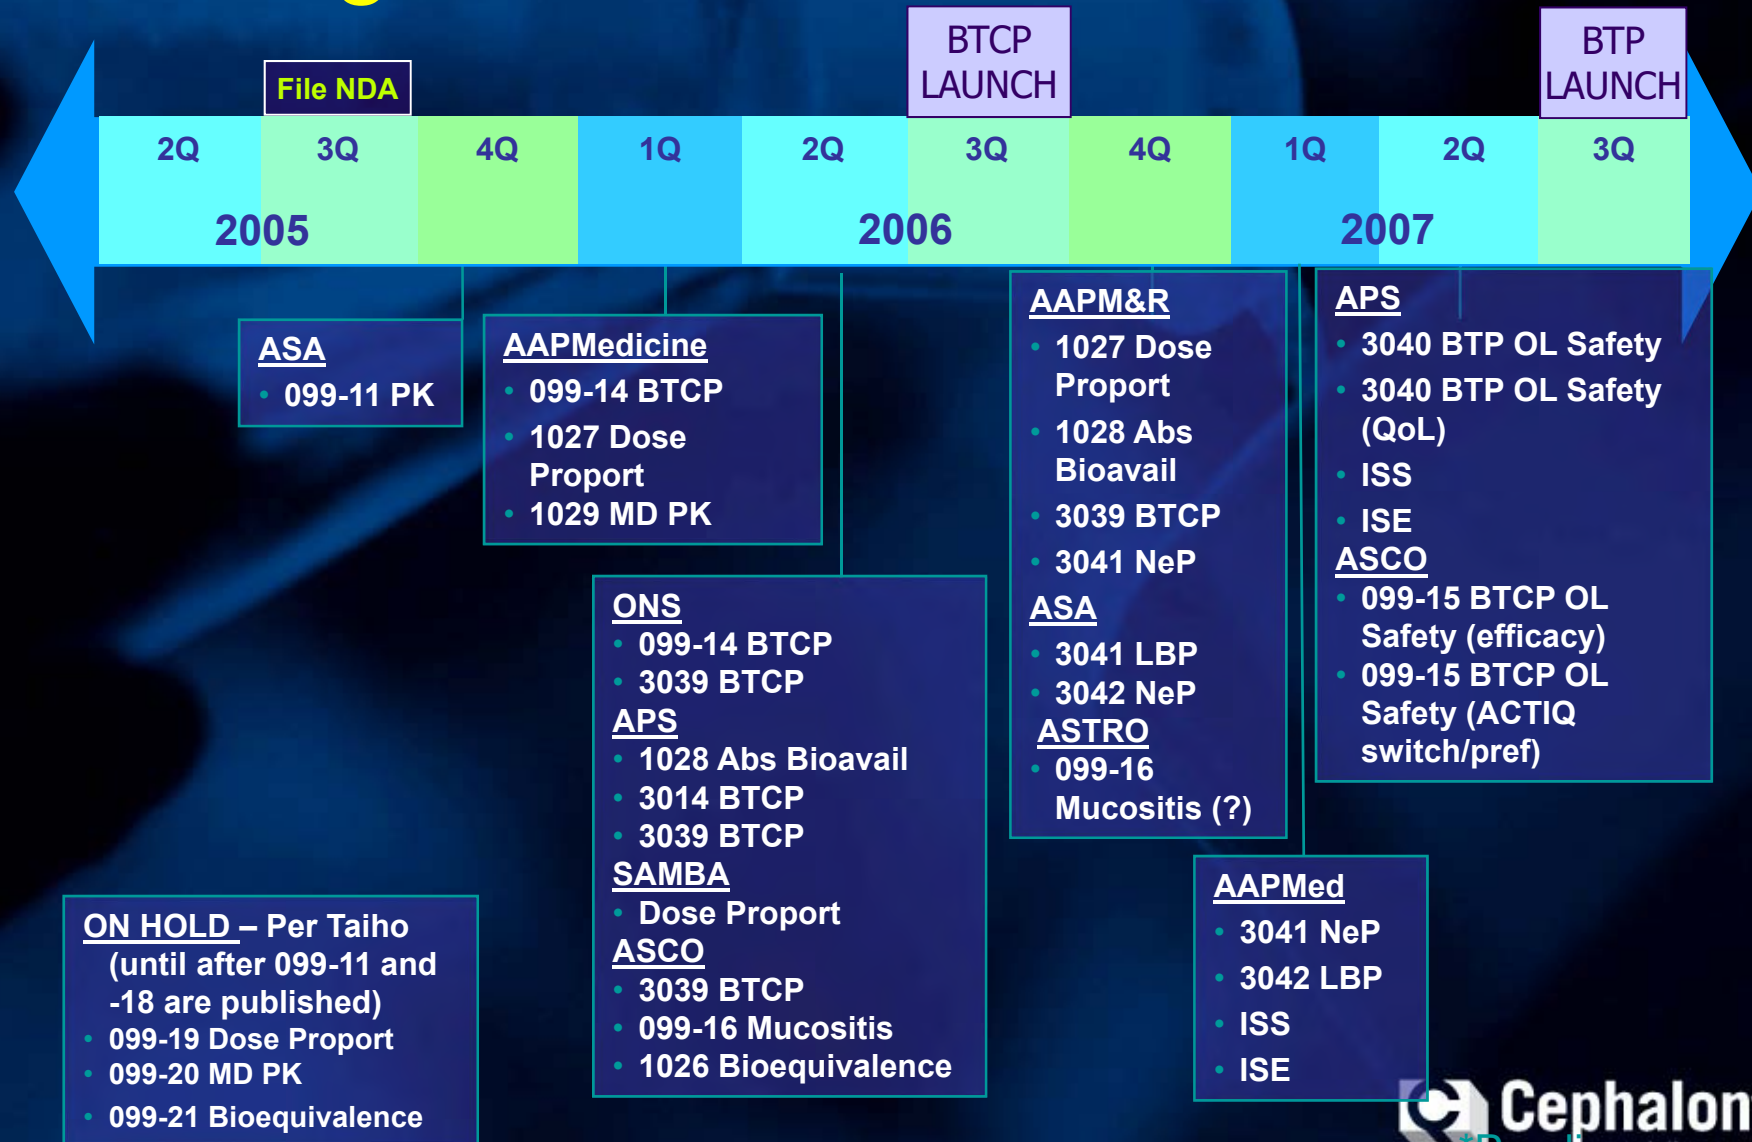 BTCP
LAUNCH
BTP
LAUNCH
File NDA
2Q 3Q 4Q 1Q 2Q 3Q 4Q 1Q 2Q 3Q
2005 2006 2007
ASA
• 099-11 PK
AAPMedicine
• 099-14 BTCP
• 1027 Dose
Proport
• 1029 MD PK
ONS
• 099-14 BTCP
• 3039 BTCP
APS
• 1028 Abs Bioavail
• 3014 BTCP
• 3039 BTCP
SAMBA
• Dose Proport
ASCO
• 3039 BTCP
• 099-16 Mucositis
• 1026 Bioequivalence
AAPM&R
• 1027 Dose
Proport
• 1028 Abs
Bioavail
• 3039 BTCP
• 3041 NeP
ASA
• 3041 LBP
• 3042 NeP
ASTRO
• 099-16
Mucositis (?)
APS
• 3040 BTP OL Safety
• 3040 BTP OL Safety
(QoL)
• ISS
• ISE
ASCO
• 099-15 BTCP OL
Safety (efficacy)
• 099-15 BTCP OL
Safety (ACTIQ
switch/pref)
AAPMed
• 3041 NeP
• 3042 LBP
• ISS
• ISE
ON HOLD – Per Taiho
(until after 099-11 and
-18 are published)
• 099-19 Dose Proport
• 099-20 MD PK
• 099-21 Bioequivalence
Cephalon